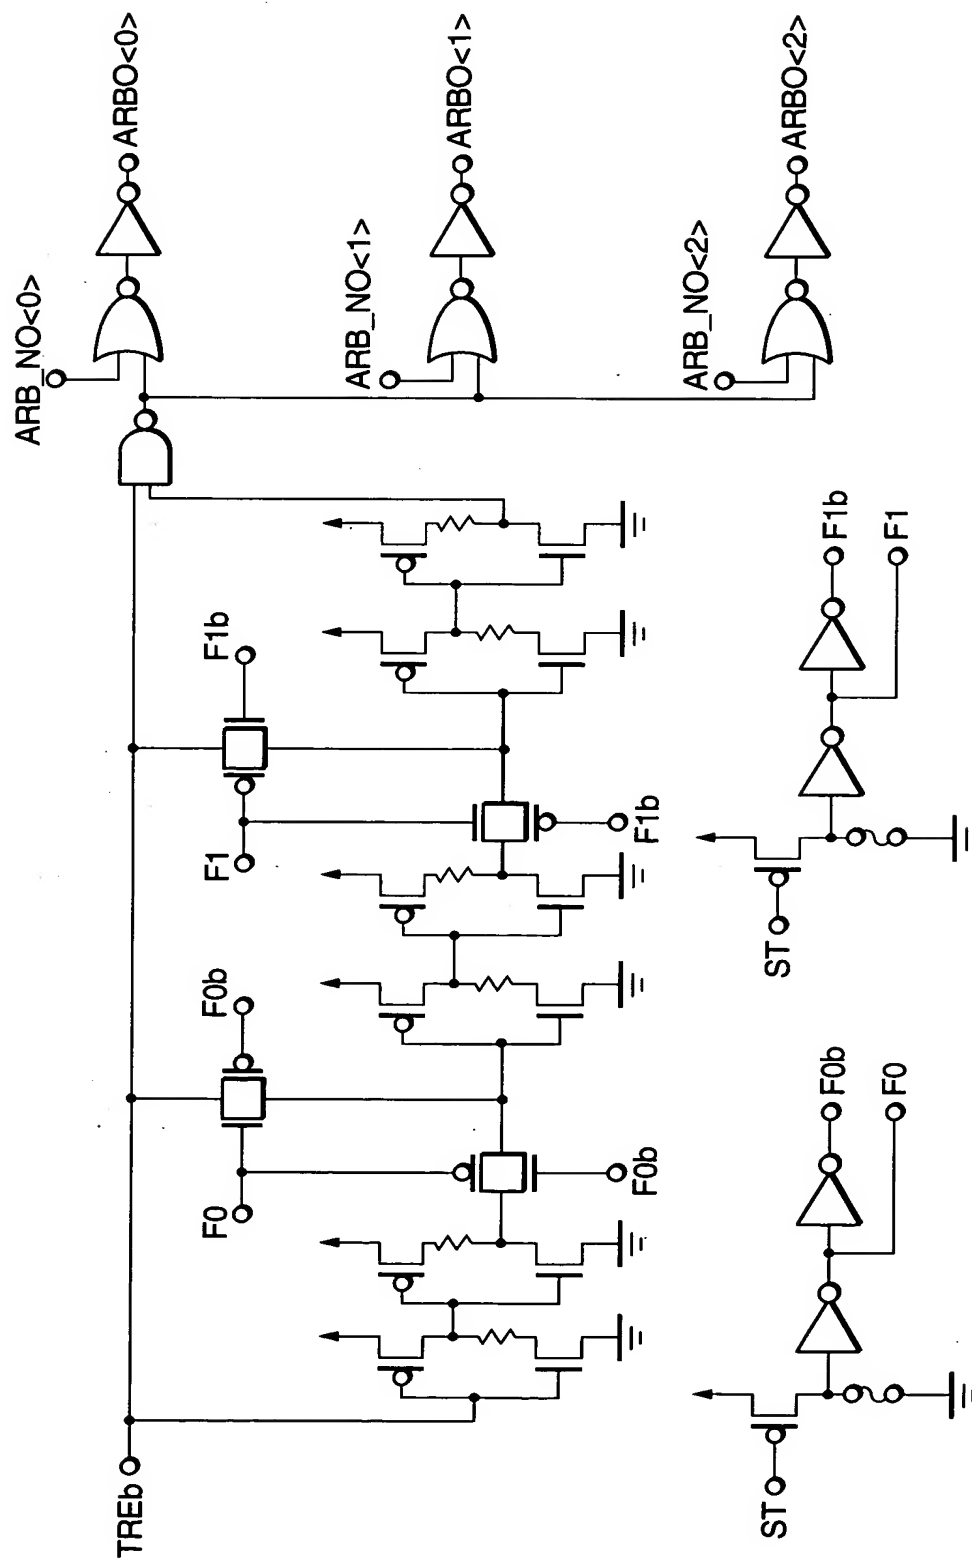 ARB_NO<0>
TREb
ARBO<0>
F0
F0b
F1
F1b
ARB_NO<1>
ARBO<1>
F0b
F1b
ARB_NO<2>
ARBO<2>
ST
F0b
F0
ST
F1b
F1